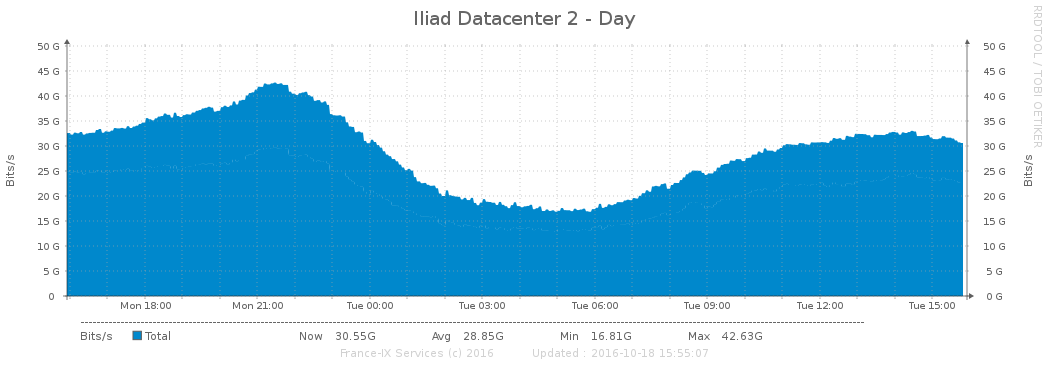 Iliad Datacenter 2 - Day
RRDTOOL / TOBI OETIKER
Bits/s
Bits/s
50 G 50 G
45 G 45 G
40 G 40 G
35 G 35 G
30 G 30 G
25 G 25 G
20 G 20 G
15 G 15 G
10 G 10 G
5 G 5 G
0 0 G
Mon 18:00 Mon 21:00 Tue 00:00 Tue 03:00 Tue 06:00 Tue 09:00 Tue 12:00 Tue 15:00
Bits/s Total Now 30.55G Avg 28.85G Min 16.81G Max 42.63G
France-IX Services (c) 2016 Updated : 2016-10-18 15:55:07